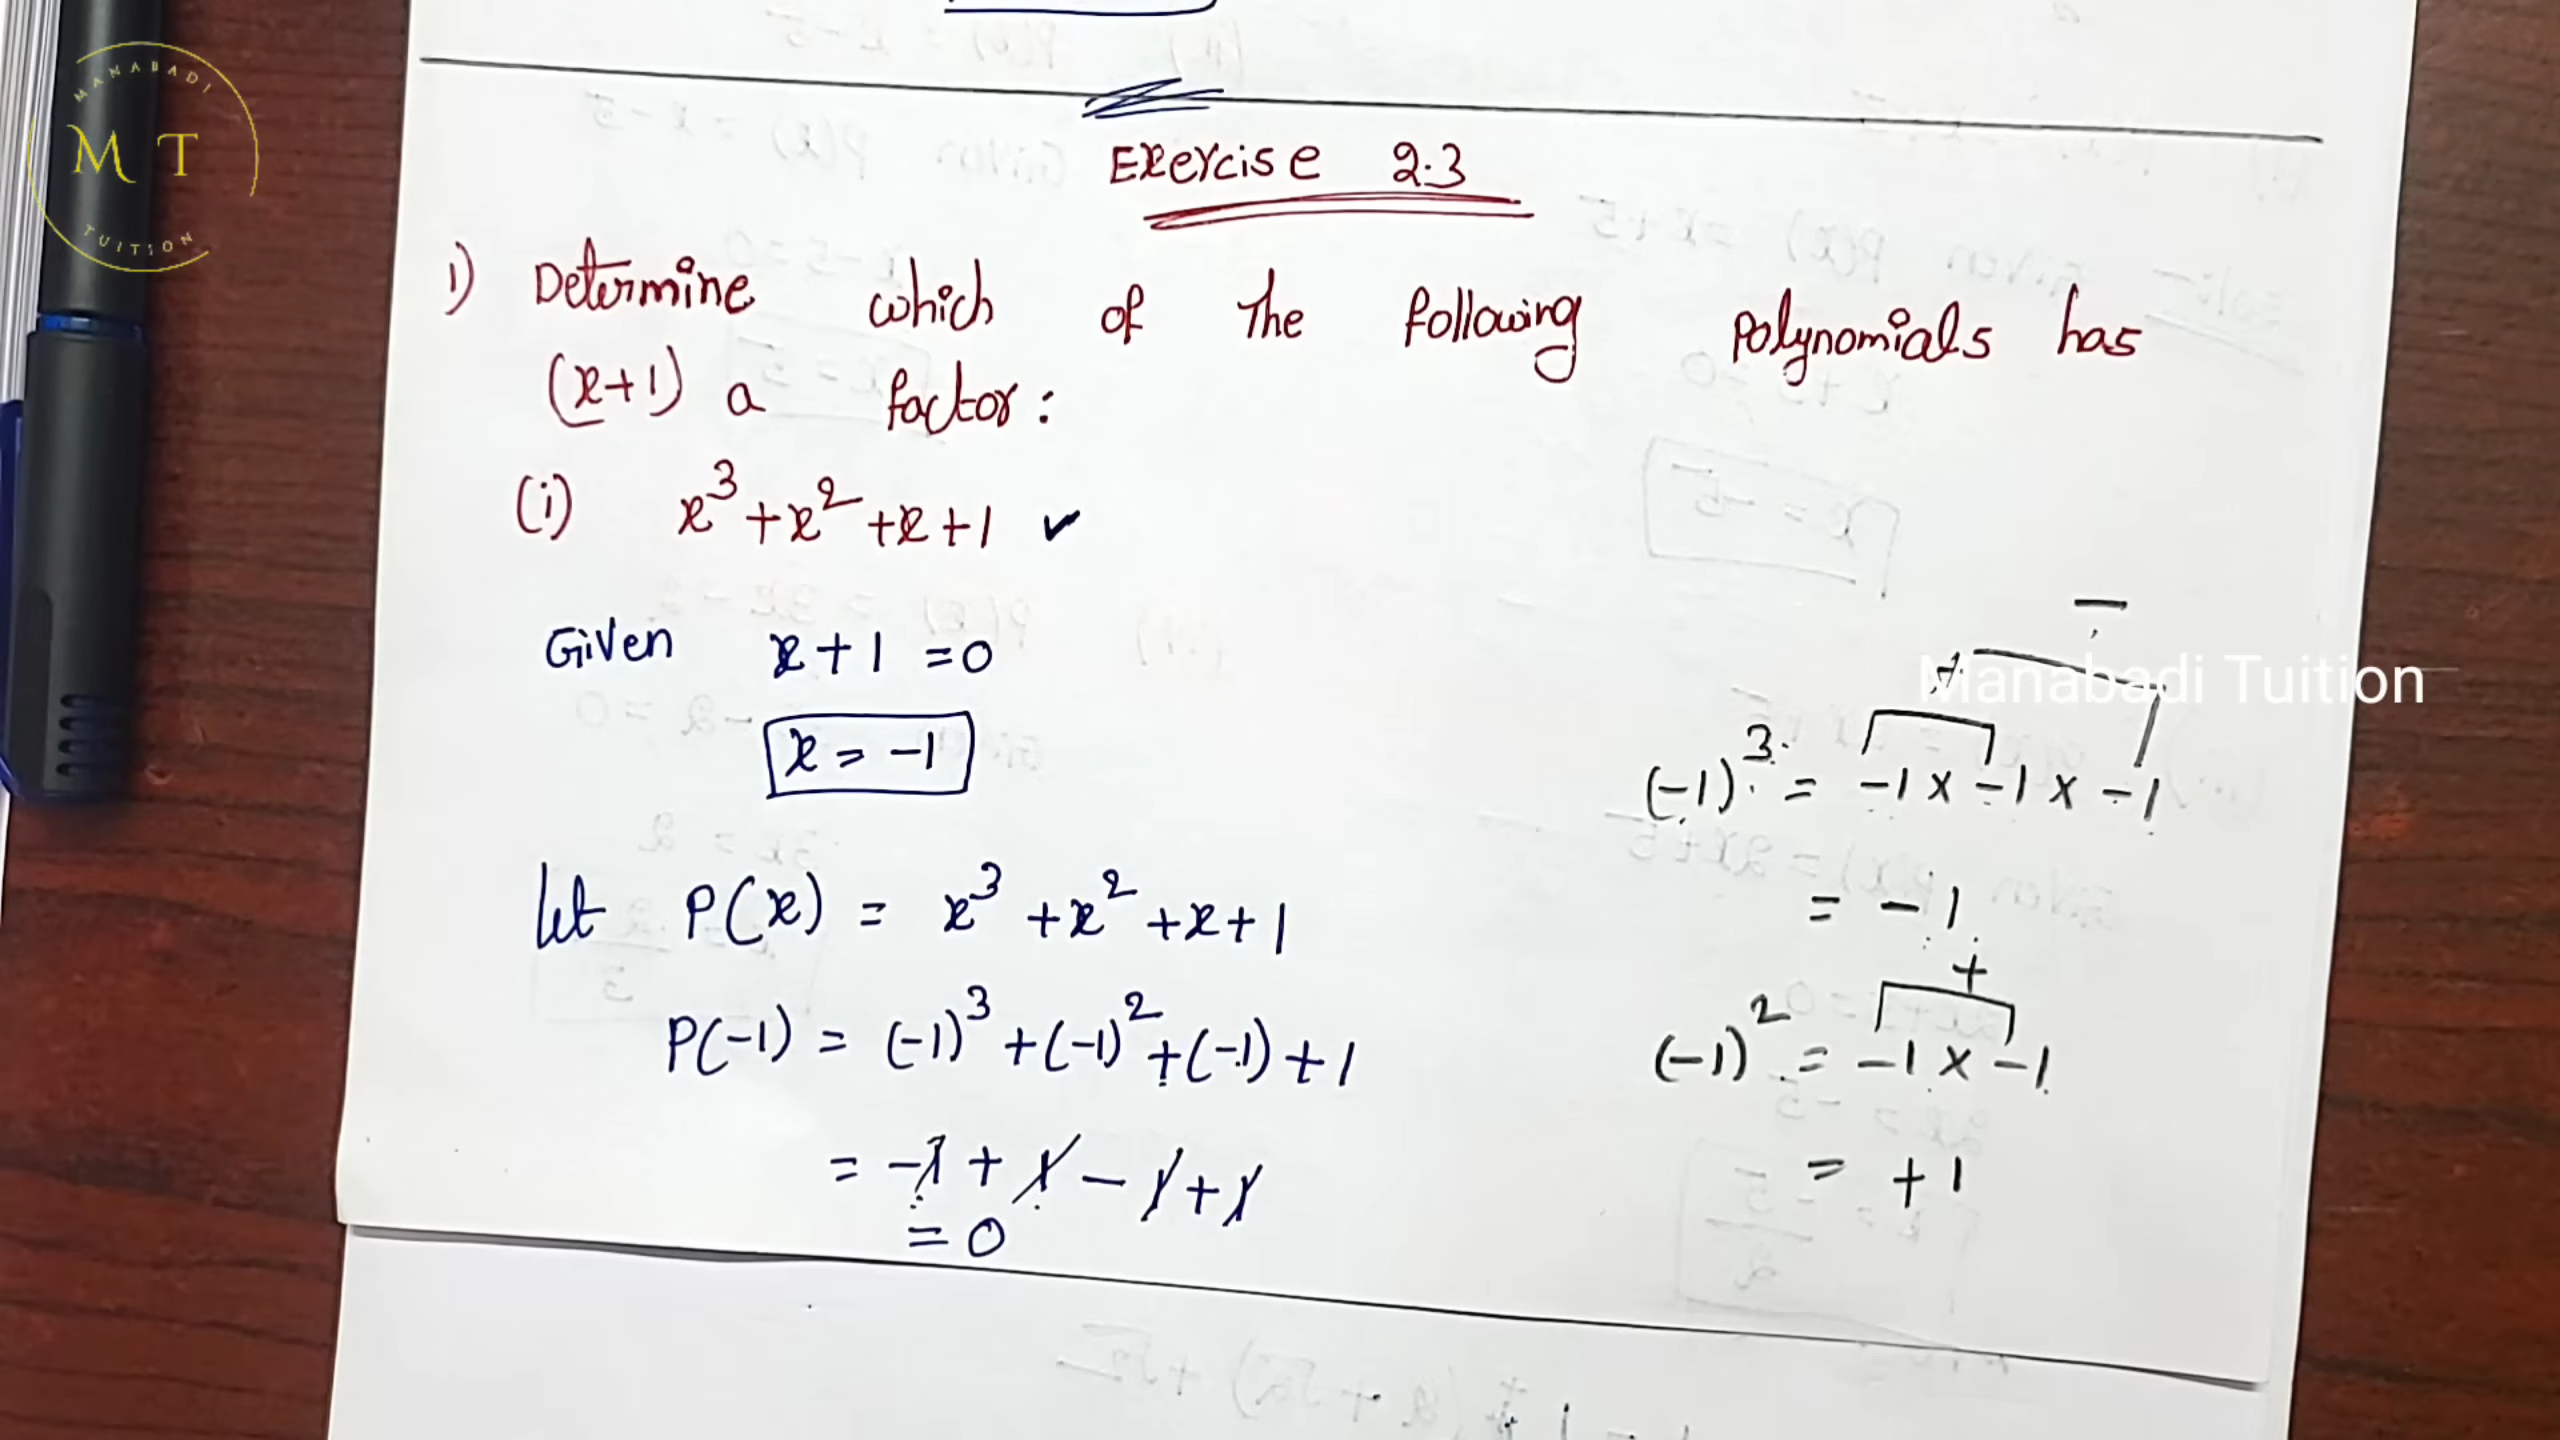 MANABADI
M T
TUITION
Exercise 2.3
1) Determine which of the following polynomials has
(x+1) a factor:
(i) x³+x²+x+1 ✓
Given x+1=0
x = -1
Let P(x) = x³+x²+x+1
P(-1) = (-1)³+(-1)²+(-1)+1
= -1+1-1+1
= 0
Manabadi Tuition
(-1)³ = -1 x -1 x -1
= -1
+
(-1)² = -1 x -1
= +1